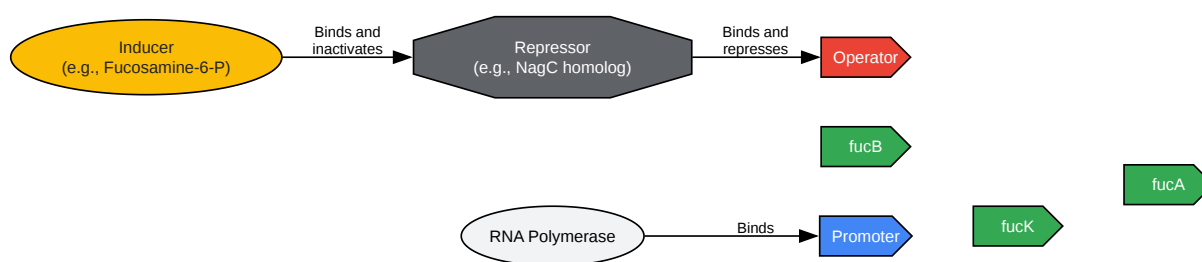 Inducer
(e.g., Fucosamine-6-P)
Binds and
inactivates
Repressor
(e.g., NagC homolog)
Binds and
represses
Operator
fucB
fucA
RNA Polymerase
Binds
Promoter
fucK